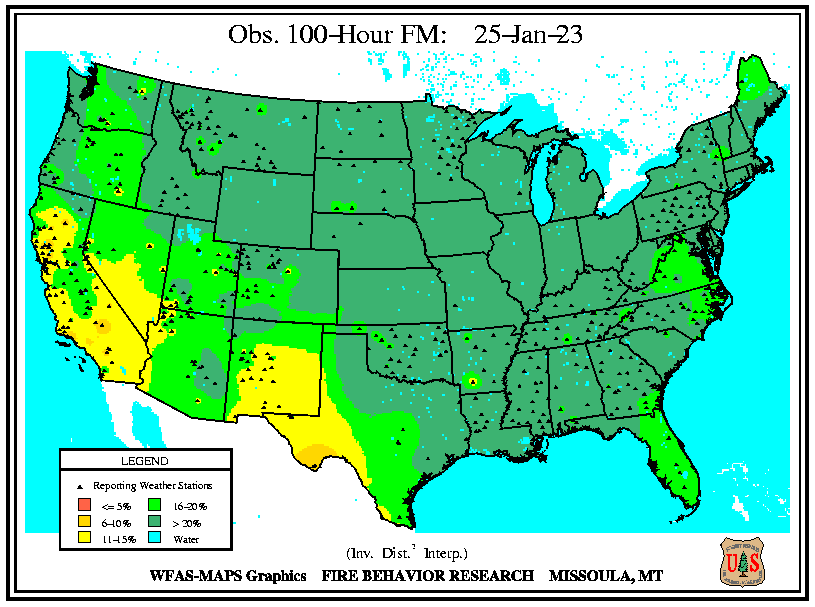 Obs. 100-Hour FM: 25-Jan-23
LEGEND
Reporting Weather Stations
<= 5% 16-20%
6-10% > 20%
11-15% Water
(Inv. Dist.² Interp.)
WFAS-MAPS Graphics FIRE BEHAVIOR RESEARCH MISSOULA, MT
U S